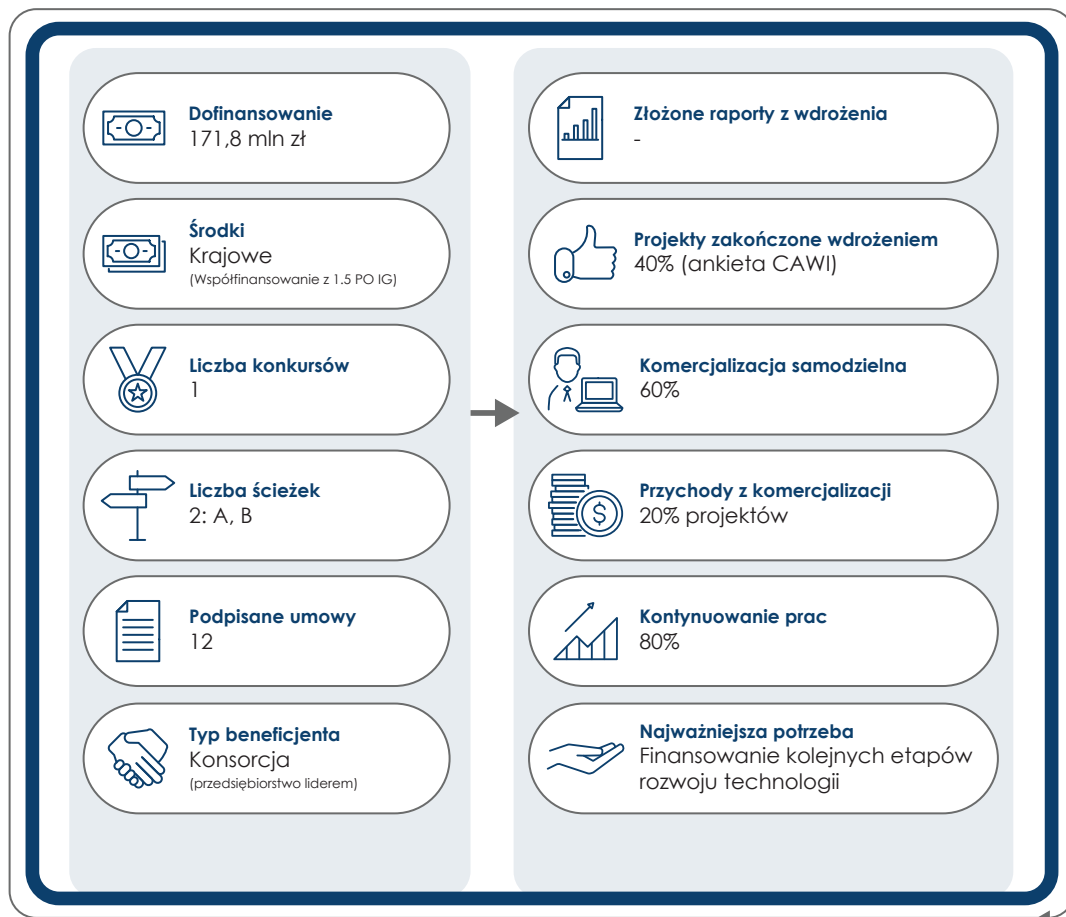 Dofinansowanie
171,8 mln zł
Środki
Krajowe
(Współfinansowanie z 1.5 PO IG)
Liczba konkursów
1
Liczba ścieżek
2: A, B
Podpisane umowy
12
Typ beneficjenta
Konsorcja
(przedsiębiorstwo liderem)
Złożone raporty z wdrożenia
-
Projekty zakończone wdrożeniem
40% (ankieta CAWI)
Komercjalizacja samodzielna
60%
Przychody z komercjalizacji
20% projektów
$
Kontynuowanie prac
80%
Najważniejsza potrzeba
Finansowanie kolejnych etapów
rozwoju technologii